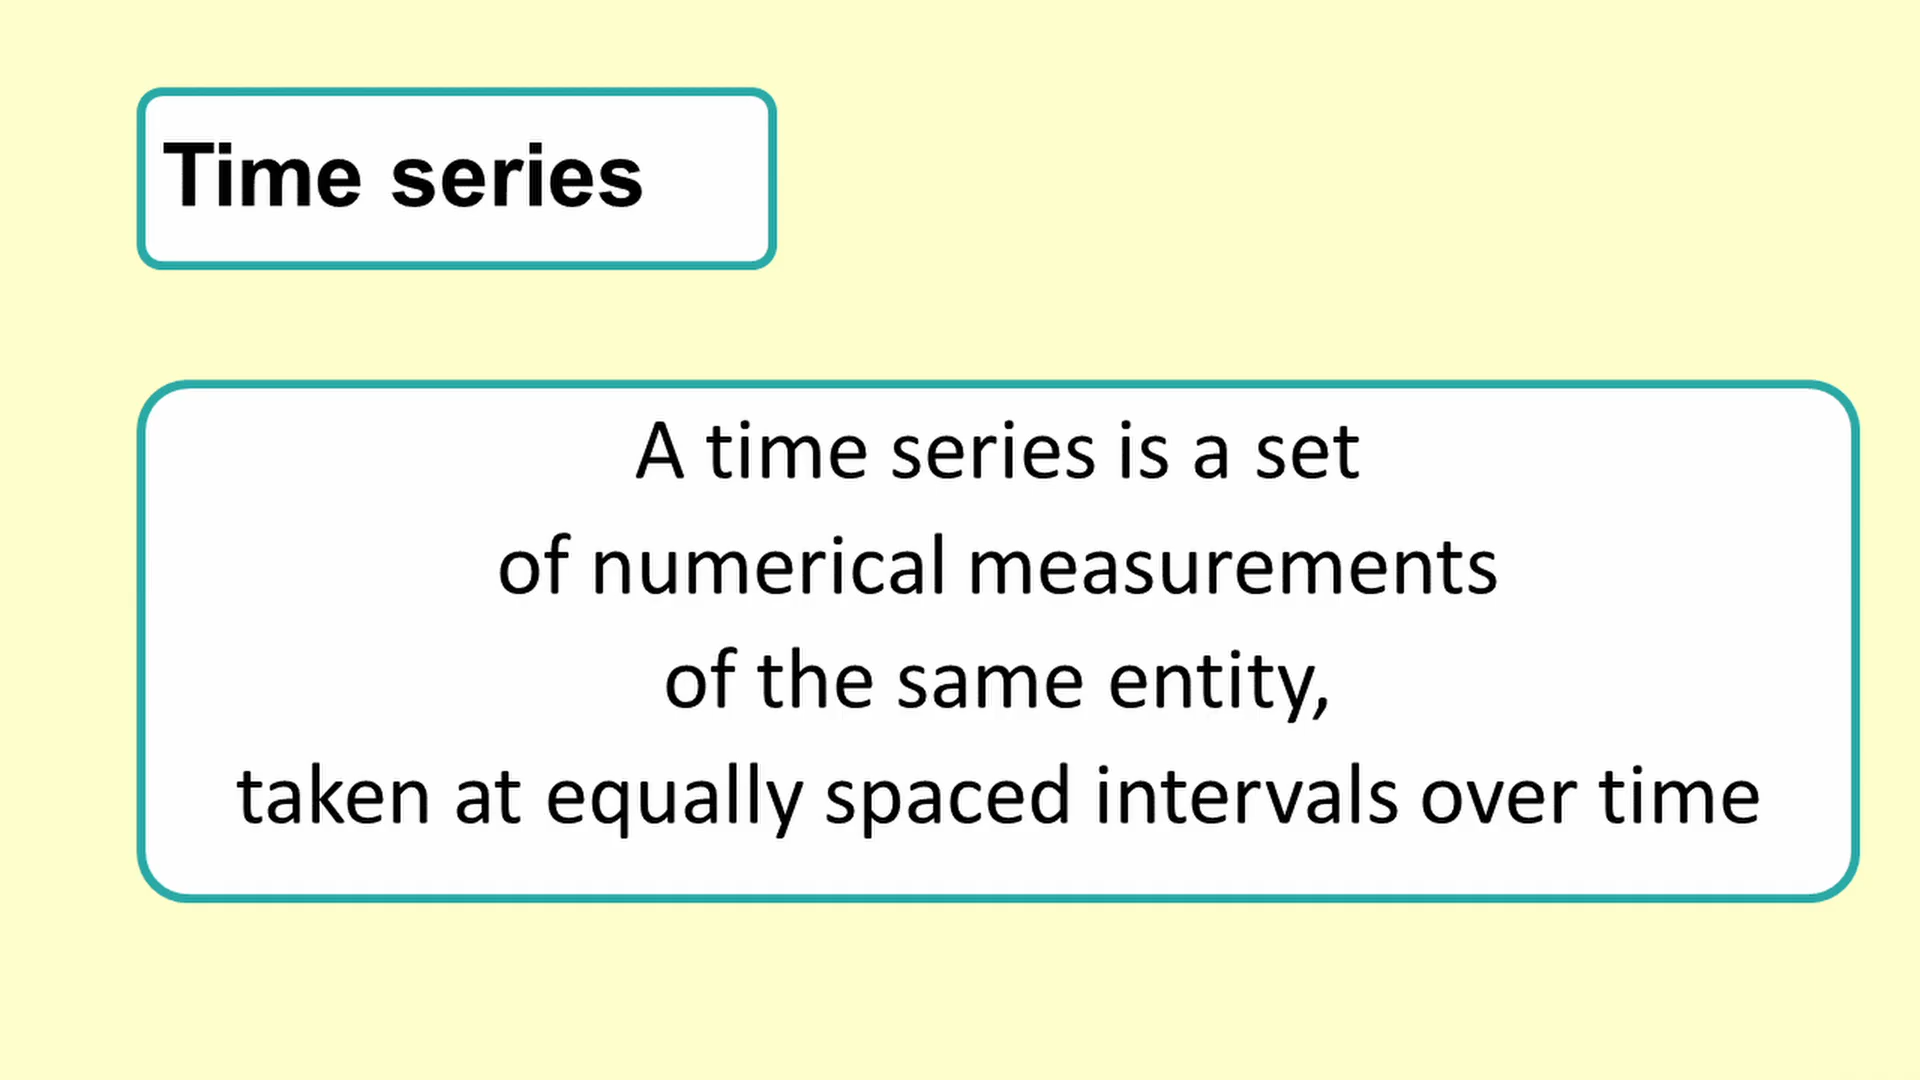 Time series
A time series is a set
of numerical measurements
of the same entity,
taken at equally spaced intervals over time